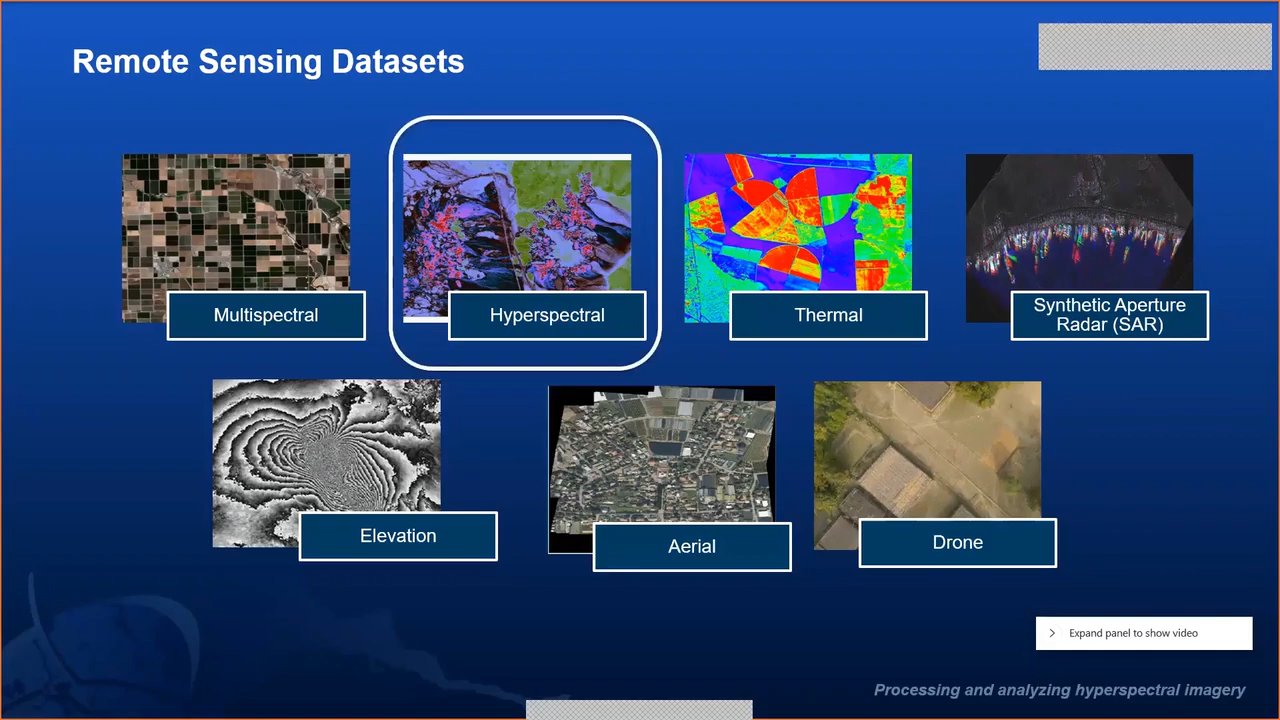 Remote Sensing Datasets
Multispectral
Hyperspectral
Thermal
Synthetic Aperture
Radar (SAR)
Elevation
Aerial
Drone
Expand panel to show video
Processing and analyzing hyperspectral imagery